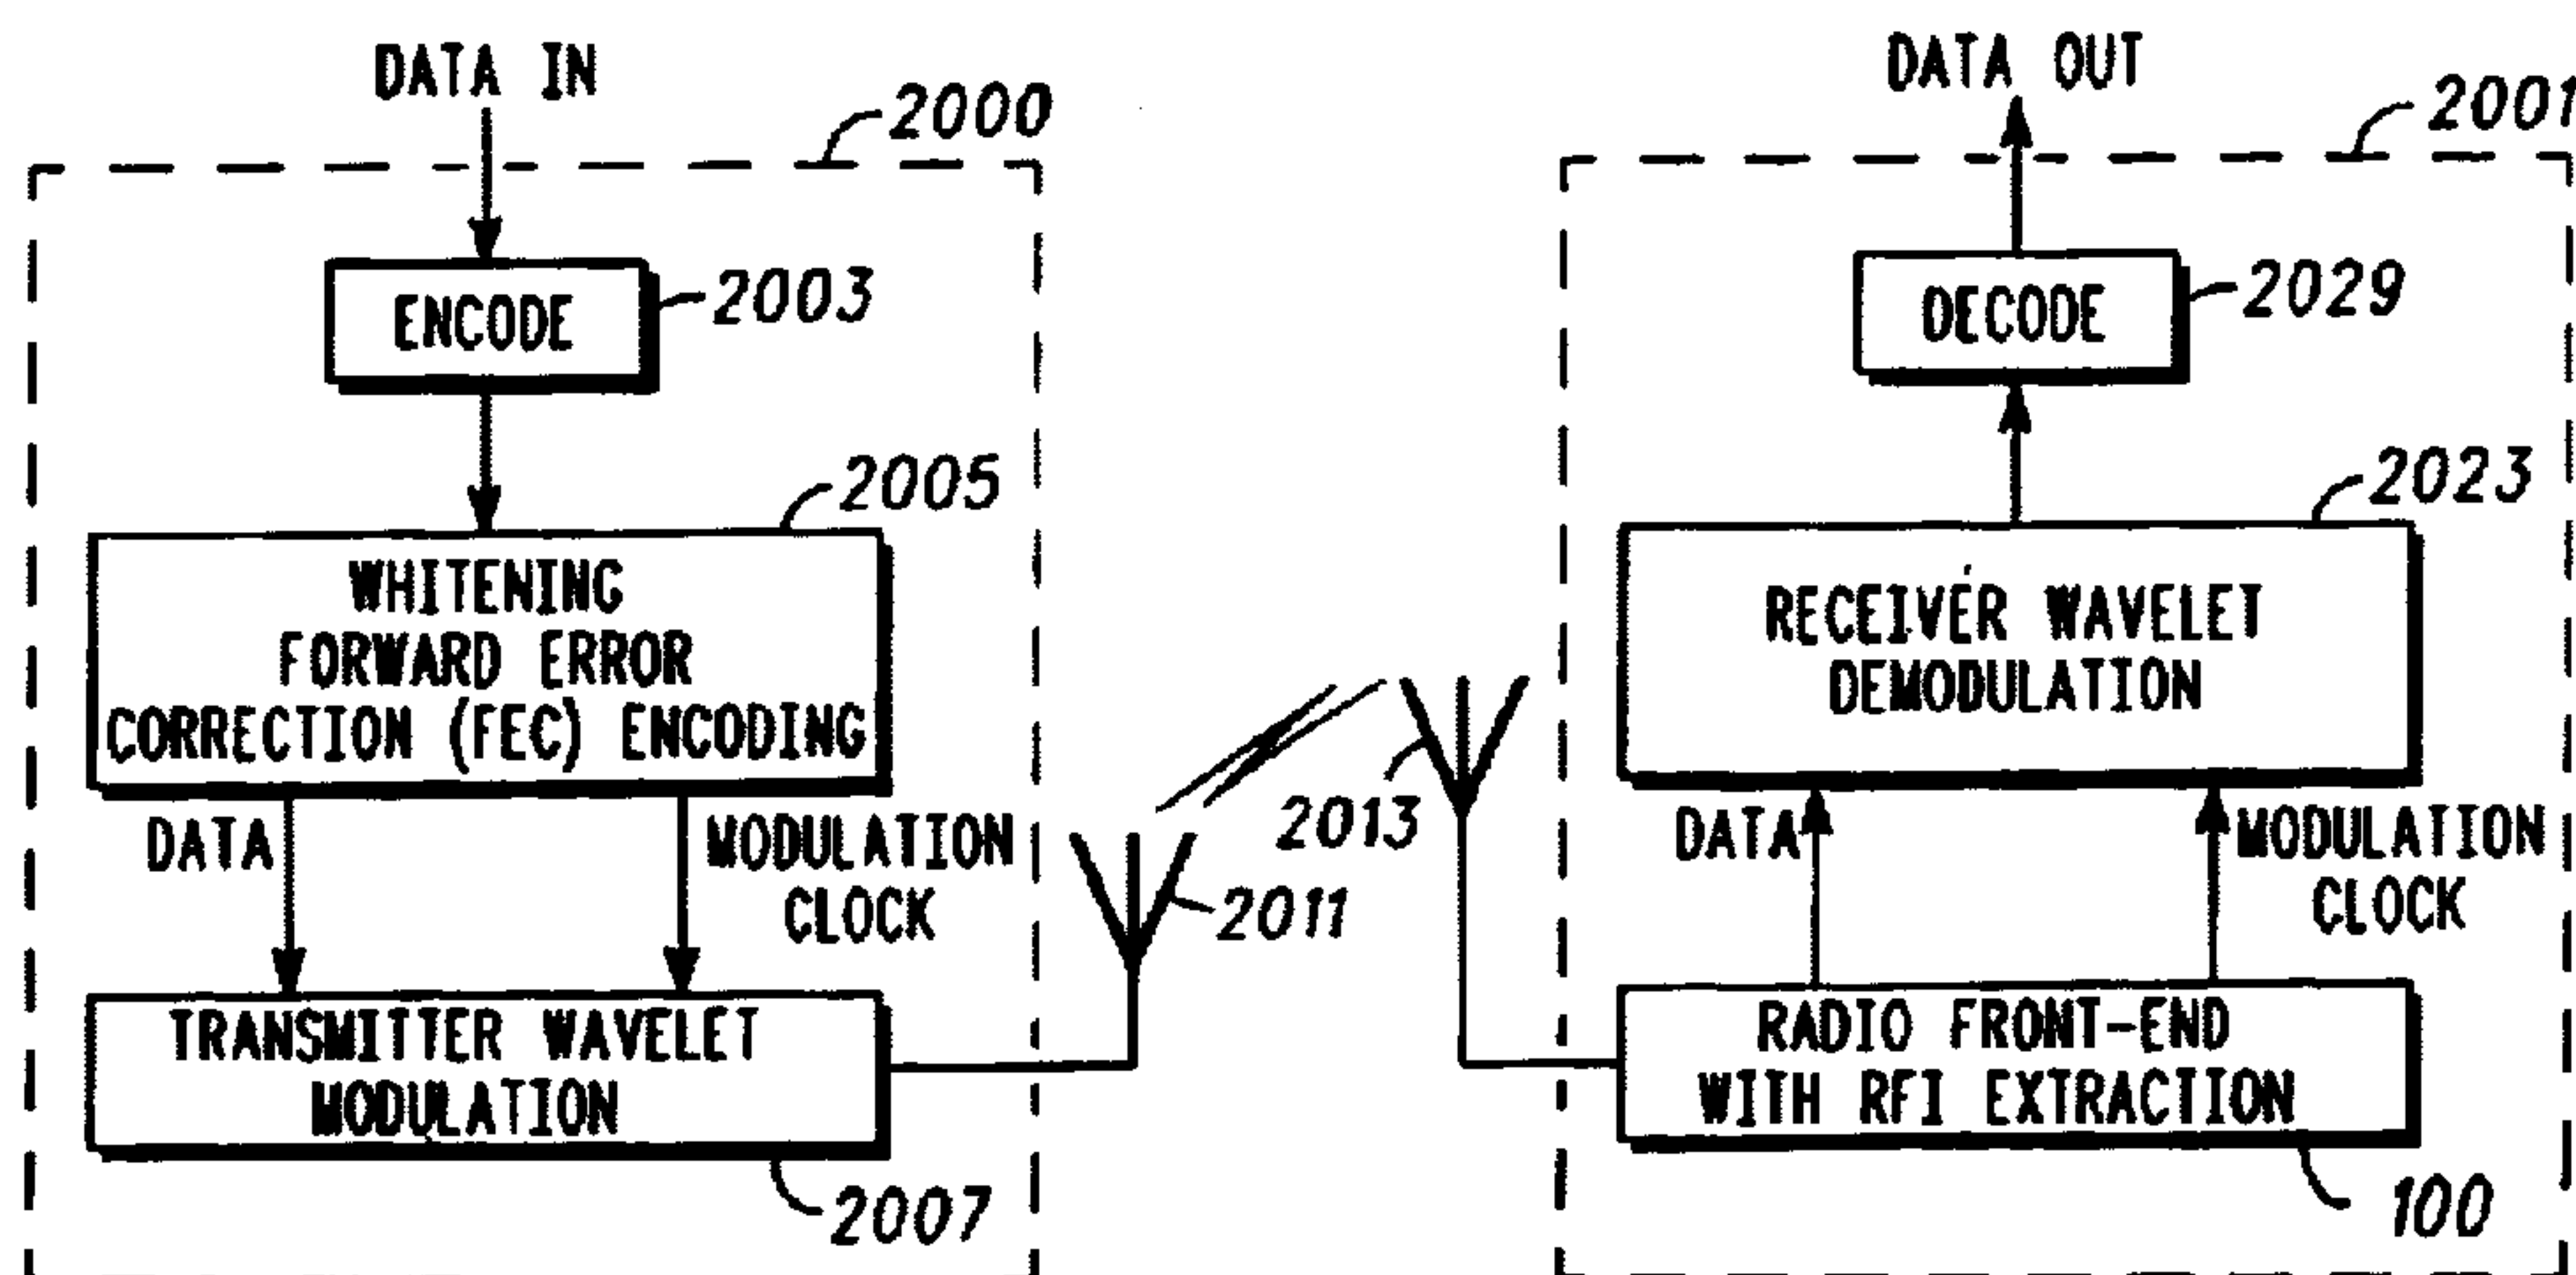 DATA IN
2000
ENCODE
2003
2005
WHITENING
FORWARD ERROR
CORRECTION (FEC) ENCODING
DATA
MODULATION
CLOCK
TRANSMITTER WAVELET
MODULATION
2007
2011
2013
DATA OUT
2001
DECODE
2029
2023
RECEIVER WAVELET
DEMODULATION
DATA
MODULATION
CLOCK
RADIO FRONT-END
WITH RFI EXTRACTION
100